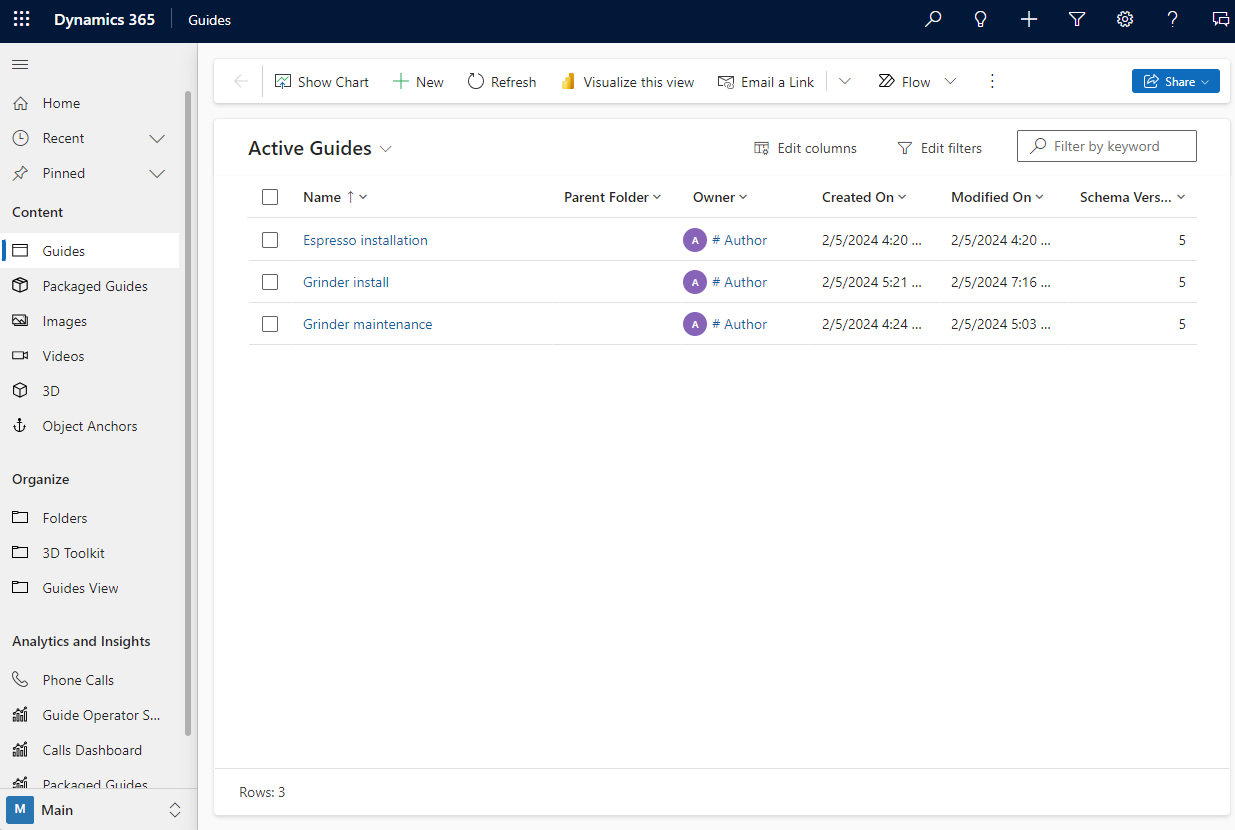 Dynamics 365 Guides
Home
Recent
Pinned
Content
Guides
Packaged Guides
Images
Videos
3D
Object Anchors
Organize
Folders
3D Toolkit
Guides View
Analytics and Insights
Phone Calls
Guide Operator S...
Calls Dashboard
Packaged Guides
M Main
Show Chart New Refresh Visualize this view Email a Link Flow Share
Active Guides Edit columns Edit filters Filter by keyword
Name ↑ Parent Folder Owner Created On Modified On Schema Vers...
Espresso installation A # Author 2/5/2024 4:20 ... 2/5/2024 4:20 ... 5
Grinder install A # Author 2/5/2024 5:21 ... 2/5/2024 7:16 ... 5
Grinder maintenance A # Author 2/5/2024 4:24 ... 2/5/2024 5:03 ... 5
Rows: 3